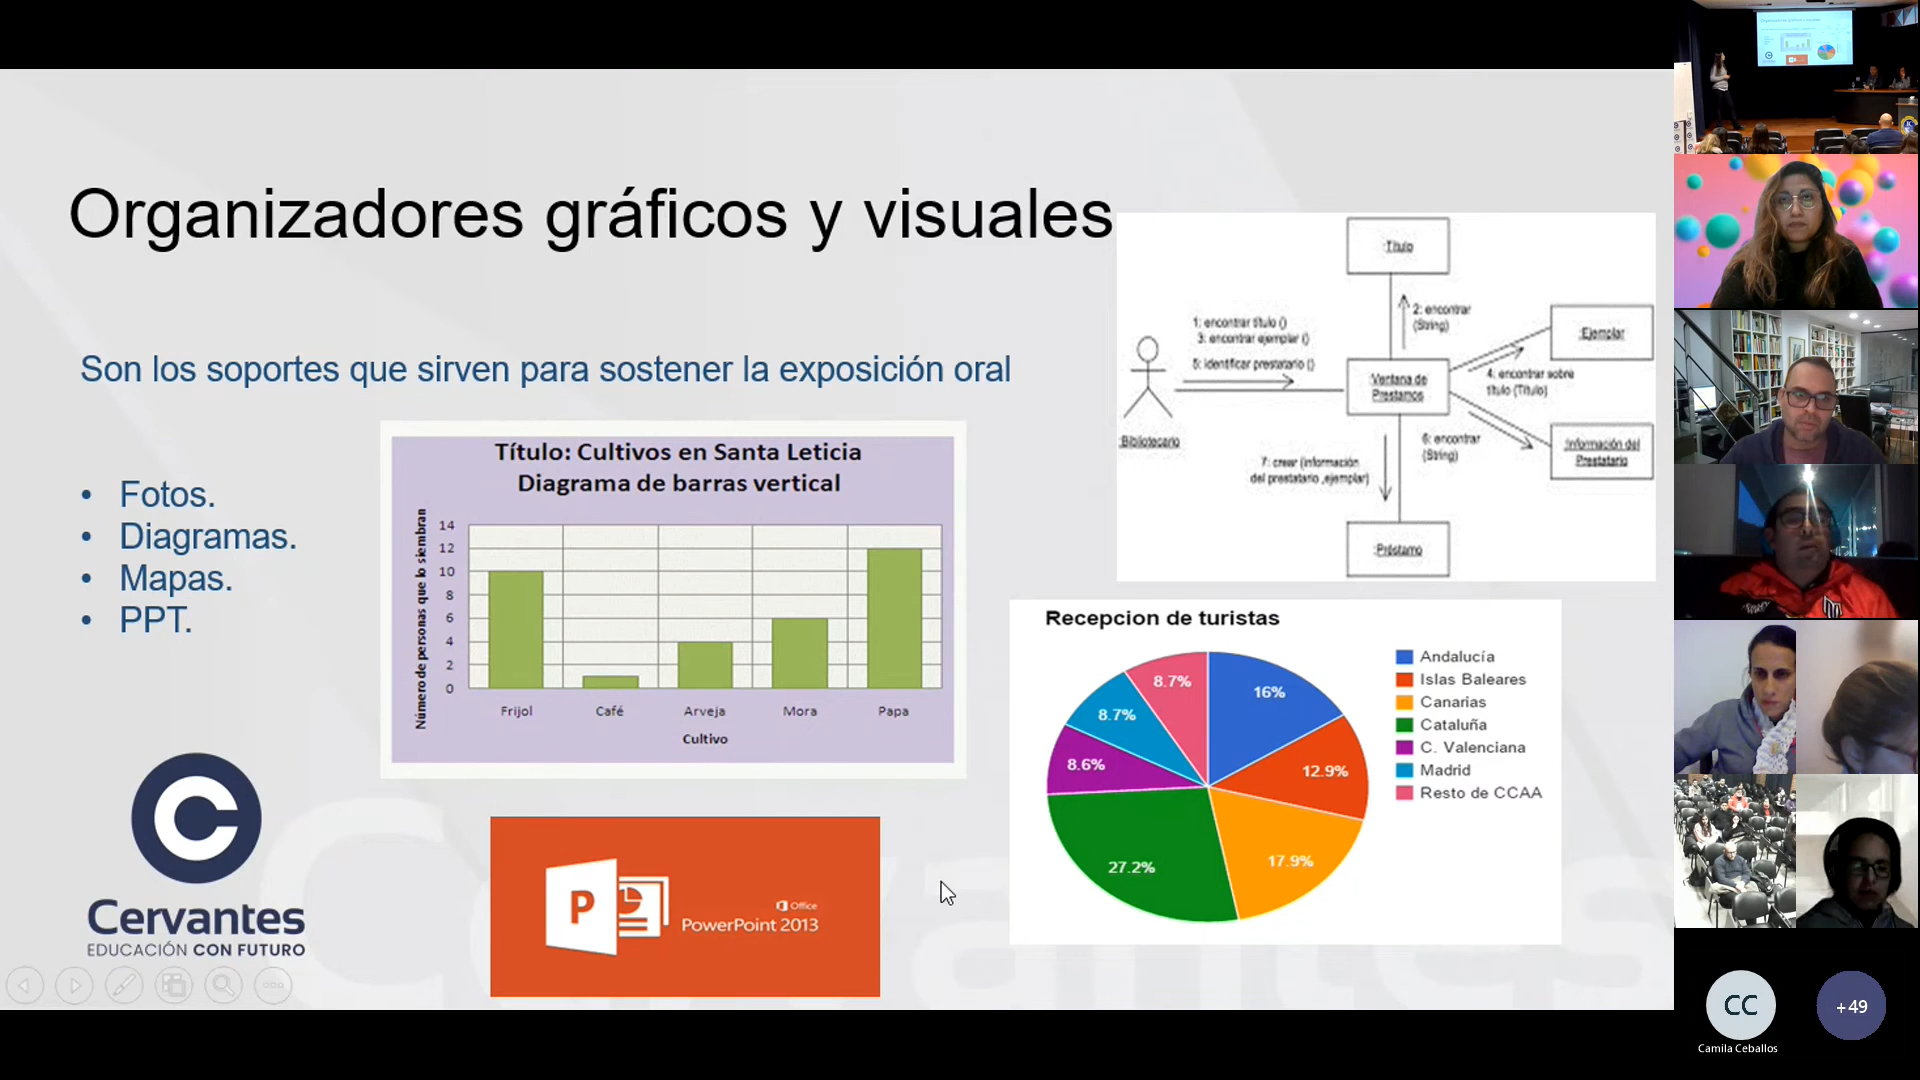 Organizadores gráficos y visuales
Son los soportes que sirven para sostener la exposición oral
• Fotos.
• Diagramas.
• Mapas.
• PPT.
Título: Cultivos en Santa Leticia
Diagrama de barras vertical
Número de personas que lo siembran
14
12
10
8
6
4
2
0
Frijol Café Arveja Mora Papa
Cultivo
:Título
1: encontrar título ()
3: encontrar ejemplar ()
5: identificar prestatario ()
2: encontrar
(String)
:Ejemplar
:Ventana de
Prestamos
4: encontrar sobre
título (Título)
:Bibliotecario
6: encontrar
(String)
:Información del
Prestatario
7: crear (información
del prestatario ,ejemplar)
:Préstamo
Recepcion de turistas
8.7%
16%
8.7%
12.9%
8.6%
17.9%
27.2%
Andalucía
Islas Baleares
Canarias
Cataluña
C. Valenciana
Madrid
Resto de CCAA
C
Cervantes
EDUCACIÓN CON FUTURO
P
Office
PowerPoint 2013
CC
+49
Camila Ceballos